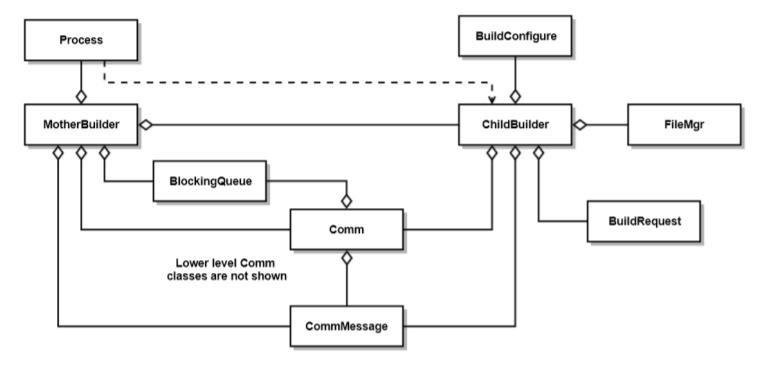 Process
BuildConfigure
MotherBuilder
ChildBuilder
FileMgr
BlockingQueue
Comm
BuildRequest
Lower level Comm
classes are not shown
CommMessage